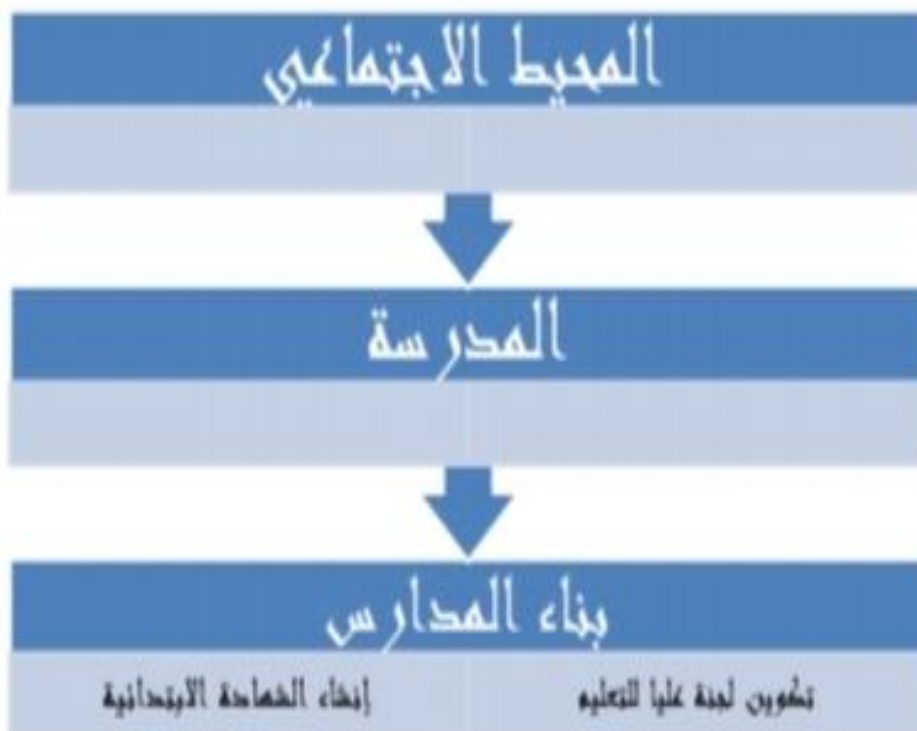 المحيط الاجتماعي
المدرسة
بناء المدارس
تكوين لجنة عليا للتعليم
إنشاء الشهادة الابتدائية